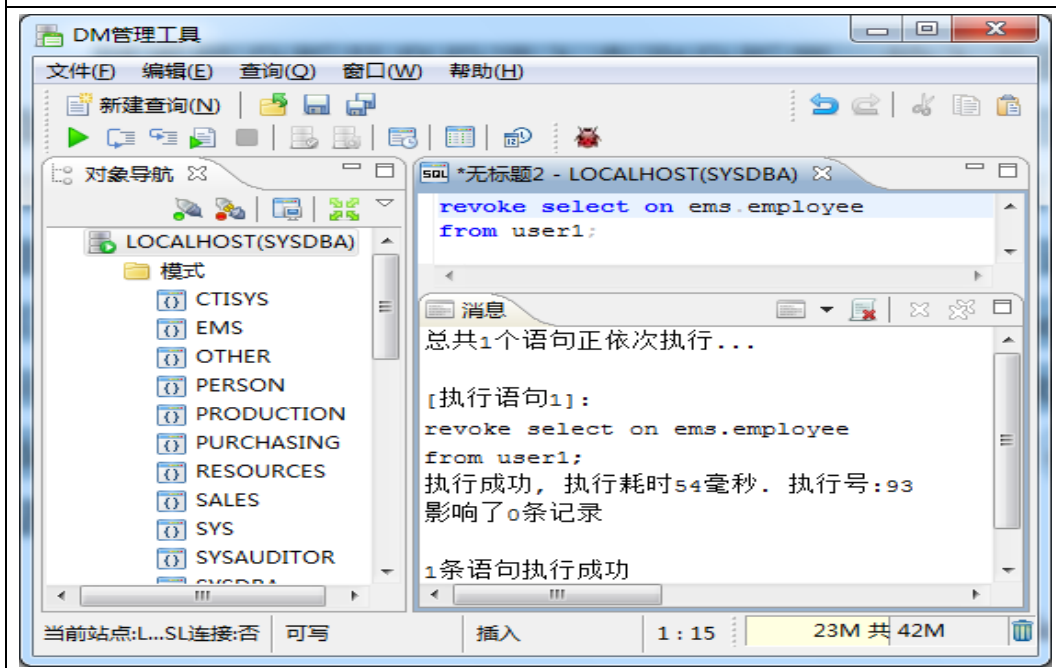 DM管理工具
文件(F) 编辑(E) 查询(Q) 窗口(W) 帮助(H)
新建查询(N)
对象导航
LOCALHOST(SYSDBA)
模式
CTISYS
EMS
OTHER
PERSON
PRODUCTION
PURCHASING
RESOURCES
SALES
SYS
SYSAUDITOR
*无标题2 - LOCALHOST(SYSDBA)
revoke select on ems.employee
from user1;
消息
总共1个语句正依次执行...
[执行语句1]:
revoke select on ems.employee
from user1;
执行成功, 执行耗时54毫秒. 执行号:93
影响了0条记录
1条语句执行成功
当前站点:L...SL连接:否 可写 插入 1 : 15 23M 共 42M